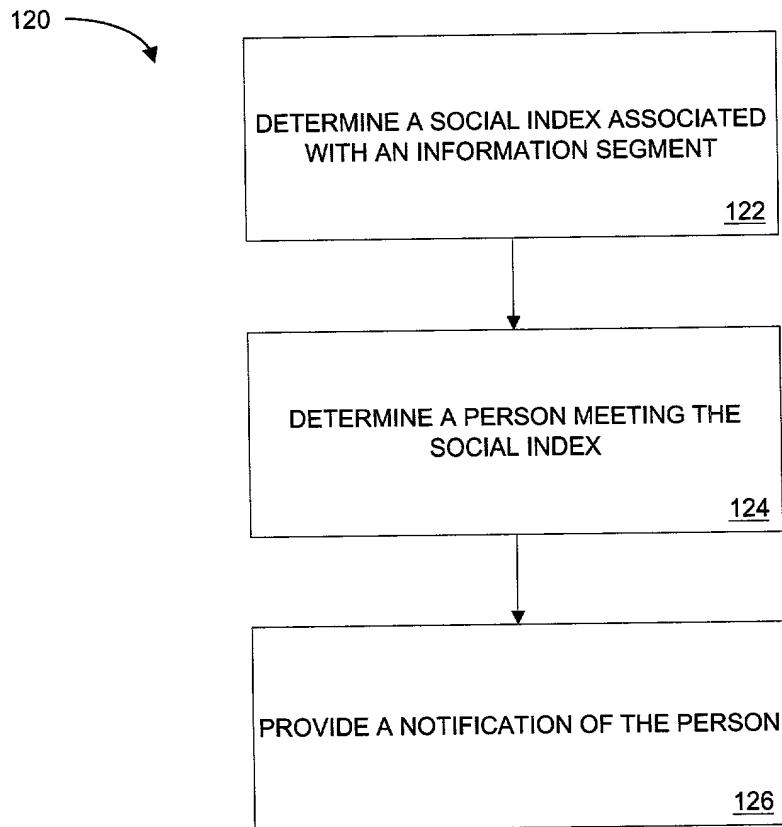 120
DETERMINE A SOCIAL INDEX ASSOCIATED
WITH AN INFORMATION SEGMENT
122
DETERMINE A PERSON MEETING THE
SOCIAL INDEX
124
PROVIDE A NOTIFICATION OF THE PERSON
126